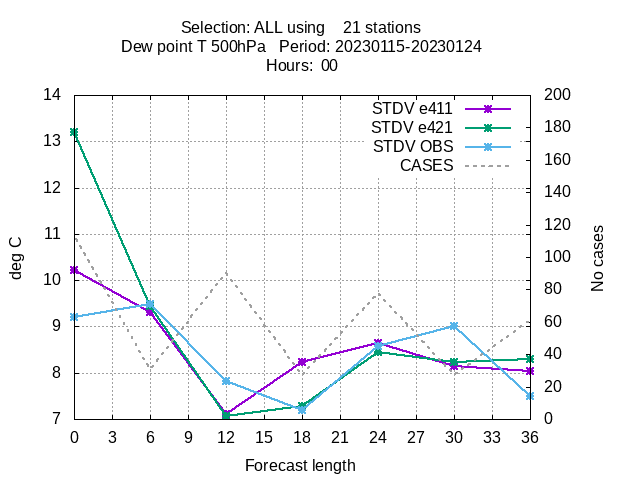 Selection: ALL using    21 stations
Dew point T 500hPa   Period: 20230115-20230124
Hours:  00
STDV e411
STDV e421
STDV OBS
CASES
14
13
12
11
10
9
8
7
deg C
200
180
160
140
120
100
80
60
40
20
0
No cases
0 3 6 9 12 15 18 21 24 27 30 33 36
Forecast length